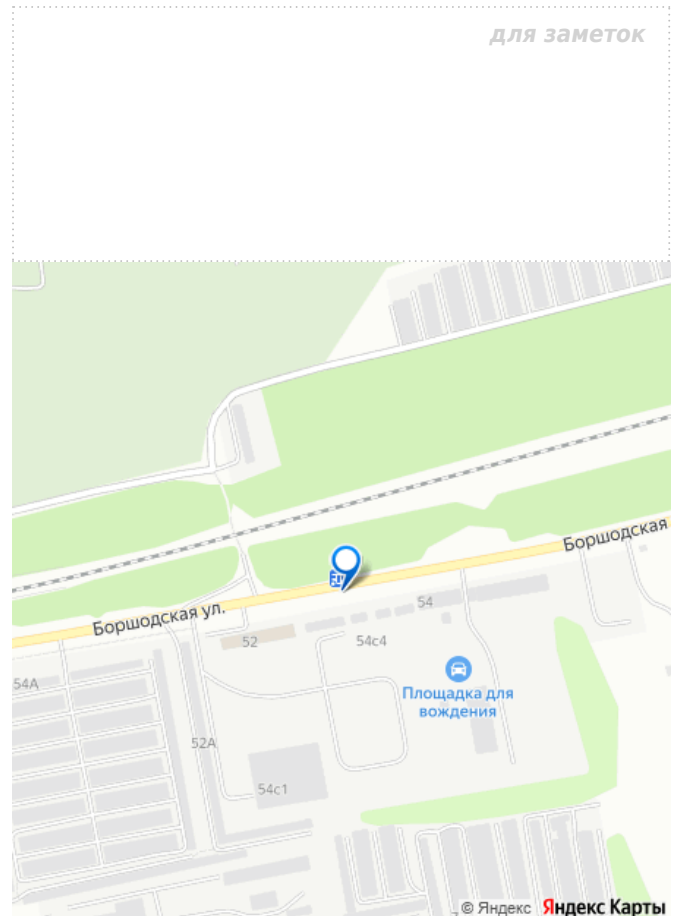 для заметок
Боршодская
Боршодская ул.
54
52
54с4
54А
Площадка для
вождения
52А
54с1
© Яндекс Яндекс Карты